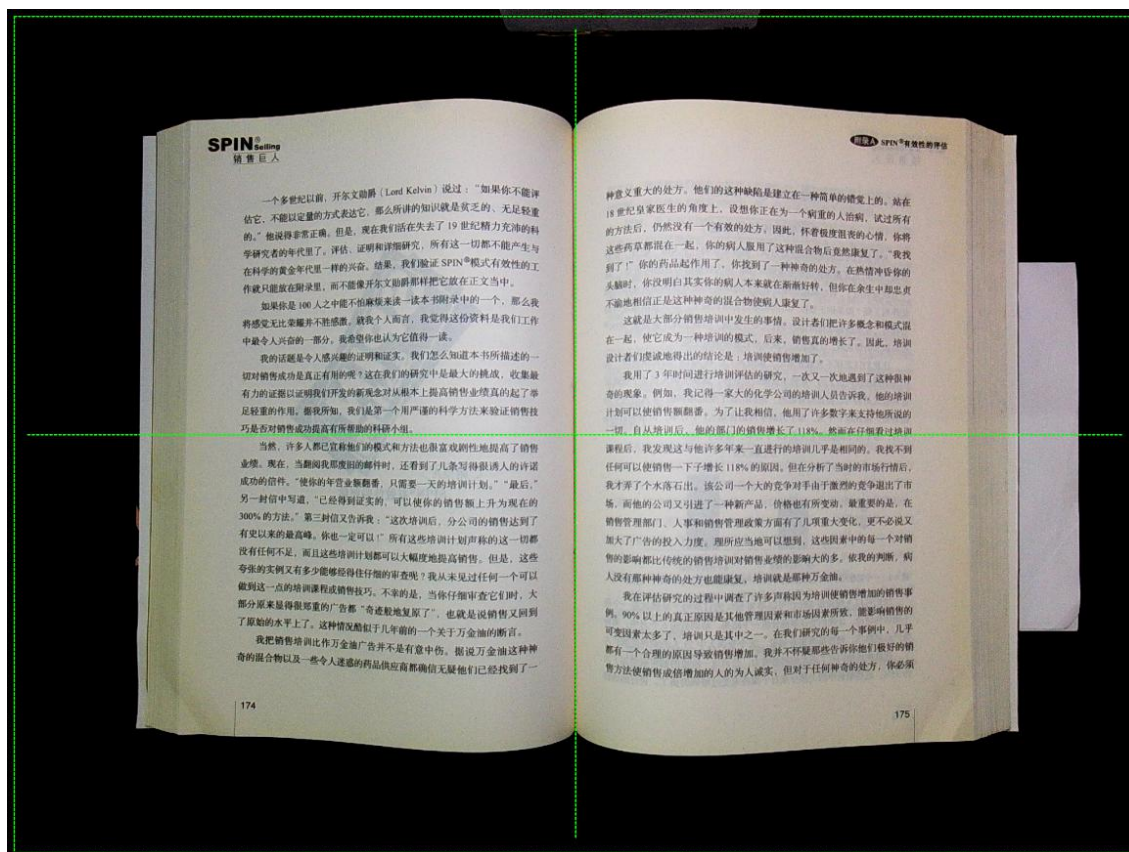 SPIN® Selling
销售巨人
一个多世纪以前，开尔文勋爵（Lord Kelvin）说过：“如果你不能评
估它，不能以定量的方式表达它，那么所讲的知识就是贫乏的、无足轻重
的。”他说得非常正确。但是，现在我们活在失去了 19 世纪精力充沛的科
学研究者的年代里了。评估、证明和详细研究，所有这一切都不能产生与
在科学的黄金年代里一样的兴奋。结果，我们验证 SPIN®模式有效性的工
作就只能放在附录里，而不能像开尔文勋爵那样把它放在正文当中。
如果你是 100 人之中能不怕麻烦来读一读本书附录中的一个，那么我
将感觉无比荣耀并不胜感激。就我个人而言，我觉得这份资料是我们工作
中最令人兴奋的一部分。我希望你也认为它值得一读。
我的话题是令人感兴趣的证明和证实。我们怎么知道本书所描述的一
切对销售成功是真正有用的呢？这在我们的研究中是最大的挑战，收集最
有力的证据以证明我们开发的新观念对从根本上提高销售业绩真的起了举
足轻重的作用。据我所知，我们是第一个用严谨的科学方法来验证销售技
巧是否对销售成功提高有所帮助的科研小组。
当然，许多人都已宣称他们的模式和方法也很富戏剧性地提高了销售
业绩。现在，当翻阅我那废旧的邮件时，还看到了几条写得很诱人的许诺
成功的信件。“使你的年营业额翻番，只需要一天的培训计划。”“最后，”
另一封信中写道，“已经得到证实的，可以使你的销售额上升为现在的
300%的方法。”第三封信又告诉我：“这次培训后，分公司的销售达到了
有史以来的最高峰。你也一定可以！”所有这些培训计划声称的这一切都
没有任何不足，而且这些培训计划都可以大幅度地提高销售。但是，这些
夸张的实例又有多少能够经得住仔细的审查呢？我从未见过任何一个可以
做到这一点的培训课程或销售技巧。不幸的是，当你仔细审查它们时，大
部分原来显得很郑重的广告都“奇迹般地复原了”，也就是说销售又回到
了原始的水平上了。这种情况酷似于几年前的一个关于万金油的断言。
我把销售培训比作万金油广告并不是有意中伤。据说万金油这种神
奇的混合物以及一些令人迷惑的药品供应商都确信无疑他们已经找到了一
174
附录A SPIN®有效性的评估
种意义重大的处方。他们的这种缺陷是建立在一种简单的错觉上的。站在
18 世纪皇家医生的角度上，设想你正在为一个病重的人治病，试过所有
的方法后，仍然没有一个有效的处方。因此，怀着极度沮丧的心情，你将
这些药草都混在一起，你的病人服用了这种混合物后竟然康复了。“我找
到了！”你的药品起作用了，你找到了一种神奇的处方。在热情冲昏你的
头脑时，你没明白其实你的病人本来就在渐渐好转，但你在余生中却忠贞
不渝地相信正是这种神奇的混合物使病人康复了。
这就是大部分销售培训中发生的事情。设计者们把许多概念和模式混
在一起，使它成为一种培训的模式，后来，销售真的增长了。因此，培训
设计者们虔诚地得出的结论是：培训使销售增加了。
我用了 3 年时间进行培训评估的研究，一次又一次地遇到了这种很神
奇的现象。例如，我记得一家大的化学公司的培训人员告诉我，他的培训
计划可以使销售额翻番。为了让我相信，他用了许多数字来支持他所说的
一切。自从培训后，他的部门的销售增长了 118%。然而在仔细看过培训
课程后，我发现这与他许多年来一直进行的培训几乎是相同的。我找不到
任何可以使销售一下子增长 118%的原因。但在分析了当时的市场行情后，
我才弄了个水落石出。该公司一个大的竞争对手由于激烈的竞争退出了市
场，而他的公司又引进了一种新产品，价格也有所变动，最重要的是，在
销售管理部门、人事和销售管理政策方面有了几项重大变化，更不必说又
加大了广告的投入力度。理所应当地可以想到，这些因素中的每一个对销
售的影响都比传统的销售培训对销售业绩的影响大的多。依我的判断，病
人没有那种神奇的处方也能康复，培训就是那种万金油。
我在评估研究的过程中调查了许多声称因为培训使销售增加的销售事
例。90% 以上的真正原因是其他管理因素和市场因素所致，能影响销售的
可变因素太多了，培训只是其中之一。在我们研究的每一个事例中，几乎
都有一个合理的原因导致销售增加，我并不怀疑那些告诉你他们极好的销
售方法使销售成倍增加的人的为人诚实，但对于任何神奇的处方，你必须
175